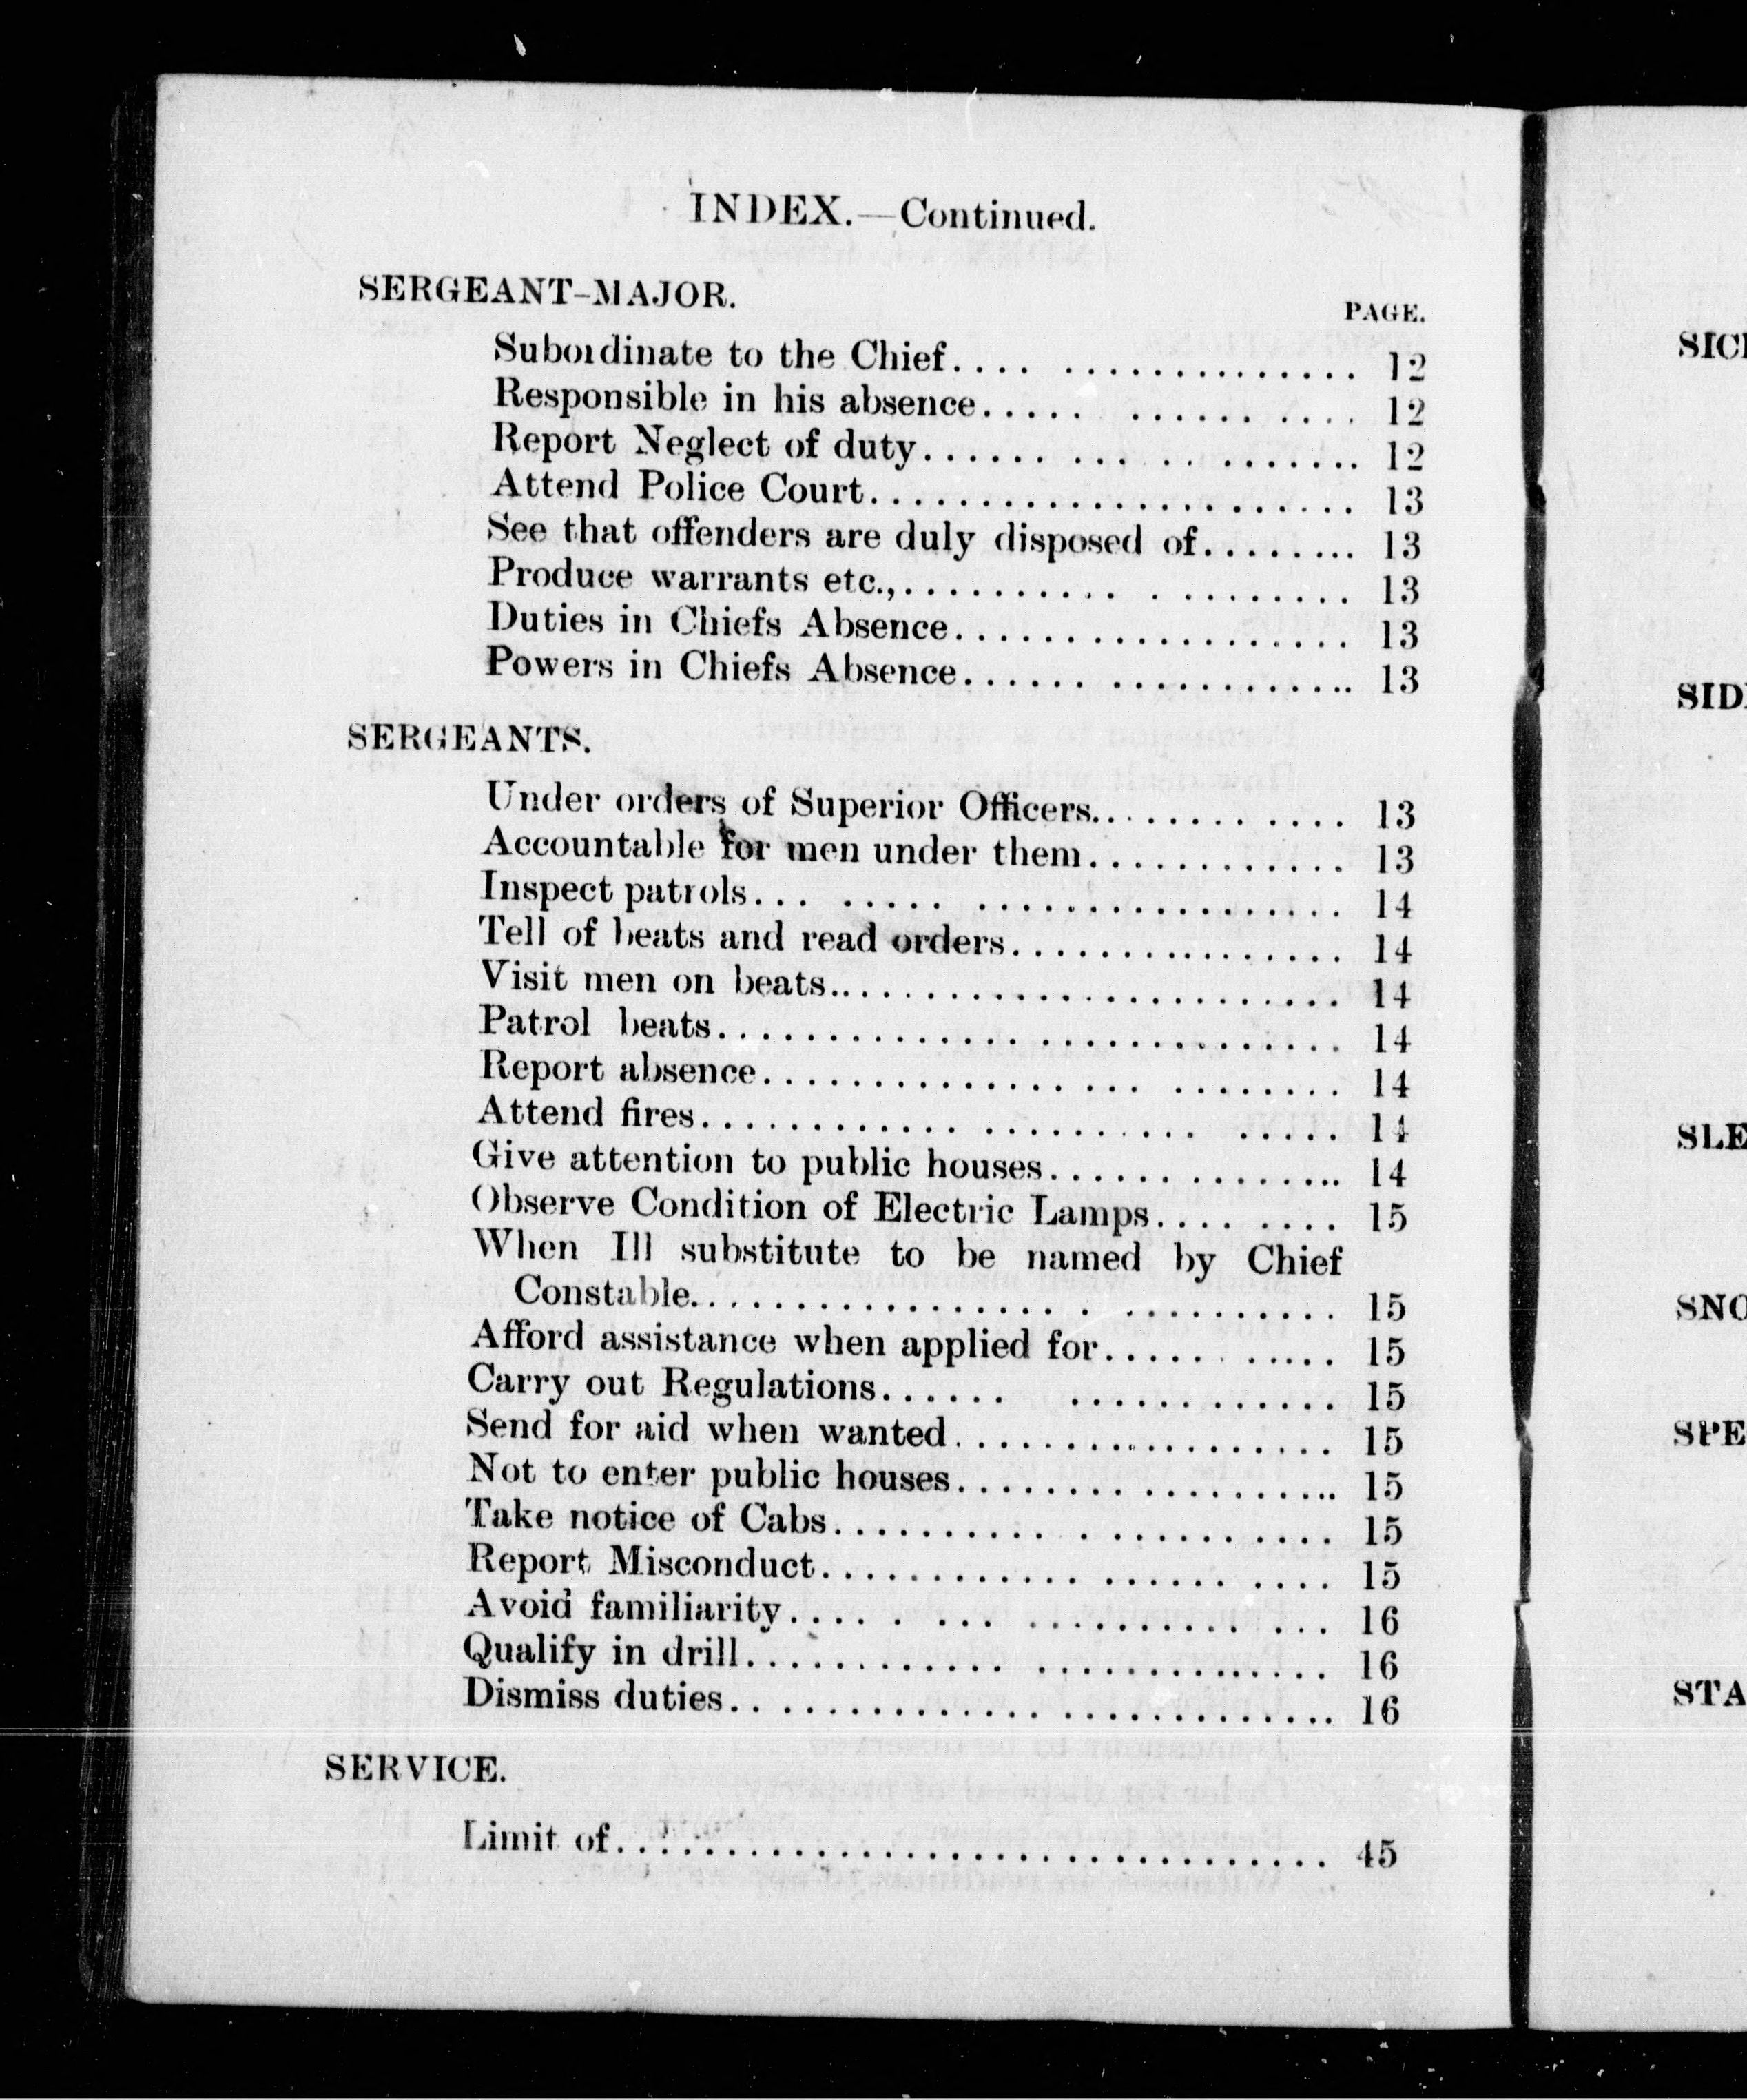 INDEX.—Continued.
SERGEANT-MAJOR.
PAGE.
Subordinate to the Chief.... .............. 12
Responsible in his absence..... ...... .... 12
Report Neglect of duty...... ... ......... 12
Attend Police Court...................... 13
See that offenders are duly disposed of........ 13
Produce warrants etc.,.......... . ........ 13
Duties in Chiefs Absence.................. 13
Powers in Chiefs Absence...... ........... 13
SERGEANTS.
Under orders of Superior Officers............ 13
Accountable for men under them............ 13
Inspect patrols... ..... ................. 14
Tell of beats and read orders............... 14
Visit men on beats....................... 14
Patrol beats............................ 14
Report absence................. ........ 14
Attend fires............ .......... ..... 14
Give attention to public houses.............. 14
Observe Condition of Electric Lamps.... .... 15
When Ill substitute to be named by Chief
Constable................. . .......... 15
Afford assistance when applied for...... ..... 15
Carry out Regulations...... ............ 15
Send for aid when wanted................. 15
Not to enter public houses.................. 15
Take notice of Cabs.......... . .......... 15
Report Misconduct............ ...... .... 15
Avoid familiarity.... . ... .......... ... 16
Qualify in drill............ ............. 16
Dismiss duties.. ............ ............ 16
SERVICE.
Limit of................................ 45
SIC
SID
SLE
SNO
SPE
STA